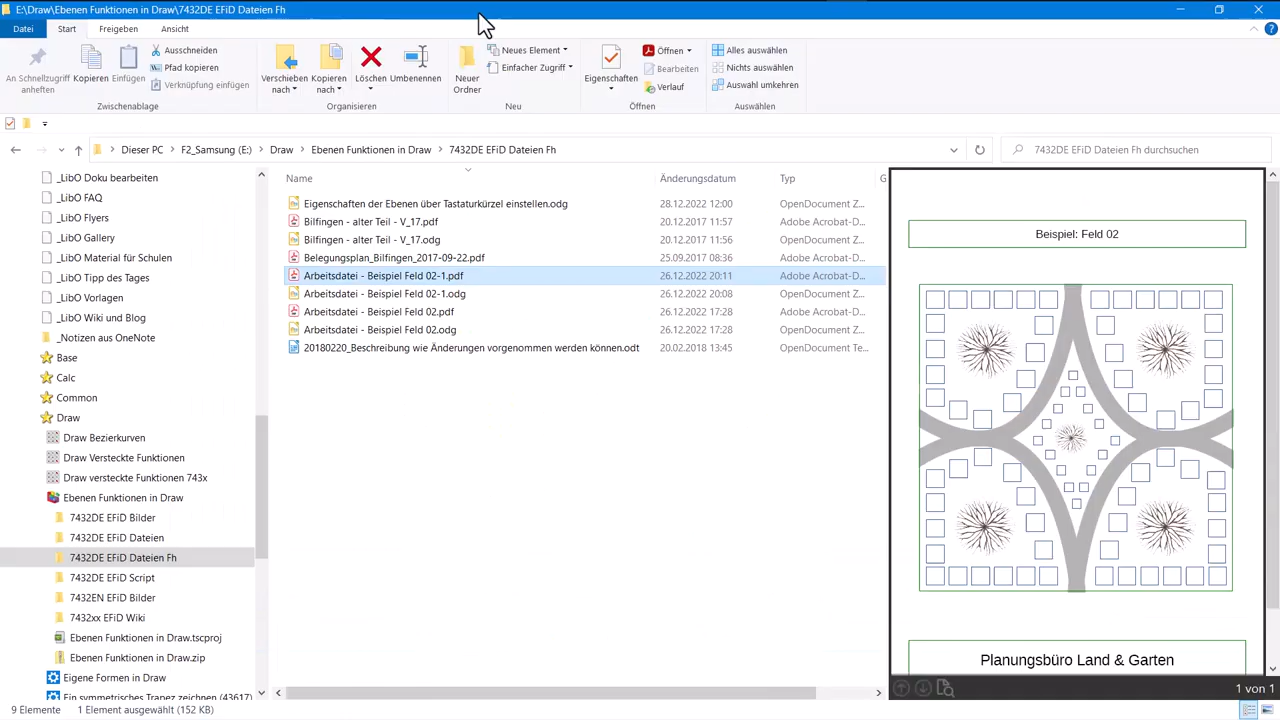 E:\Draw\Ebenen Funktionen in Draw\7432DE EFiD Dateien Fh
Datei Start Freigeben Ansicht
An Schnellzugriff anheften
Kopieren
Einfügen
Ausschneiden
Pfad kopieren
Verknüpfung einfügen
Zwischenablage
Verschieben nach
Kopieren nach
Löschen
Umbenennen
Organisieren
Neuer Ordner
Neues Element
Einfacher Zugriff
Neu
Eigenschaften
Öffnen
Bearbeiten
Verlauf
Öffnen
Alles auswählen
Nichts auswählen
Auswahl umkehren
Auswählen
Dieser PC > F2_Samsung (E:) > Draw > Ebenen Funktionen in Draw > 7432DE EFiD Dateien Fh
7432DE EFiD Dateien Fh durchsuchen
_LibO Doku bearbeiten
_LibO FAQ
_LibO Flyers
_LibO Gallery
_LibO Material für Schulen
_LibO Tipp des Tages
_LibO Vorlagen
_LibO Wiki und Blog
_Notizen aus OneNote
Base
Calc
Common
Draw
Draw Bezierkurven
Draw Versteckte Funktionen
Draw versteckte Funktionen 743x
Ebenen Funktionen in Draw
7432DE EFiD Bilder
7432DE EFiD Dateien
7432DE EFiD Dateien Fh
7432DE EFiD Script
7432EN EFiD Bilder
7432xx EFiD Wiki
Ebenen Funktionen in Draw.tscproj
Ebenen Funktionen in Draw.zip
Eigene Formen in Draw
Ein symmetrisches Trapez zeichnen (43617)
Name Änderungsdatum Typ G
Eigenschaften der Ebenen über Tastaturkürzel einstellen.odg 28.12.2022 12:00 OpenDocument Z...
Bilfingen - alter Teil - V_17.pdf 20.12.2017 11:57 Adobe Acrobat-D...
Bilfingen - alter Teil - V_17.odg 20.12.2017 11:56 OpenDocument Z...
Belegungsplan_Bilfingen_2017-09-22.pdf 25.09.2017 08:36 Adobe Acrobat-D...
Arbeitsdatei - Beispiel Feld 02-1.pdf 26.12.2022 20:11 Adobe Acrobat-D...
Arbeitsdatei - Beispiel Feld 02-1.odg 26.12.2022 20:08 OpenDocument Z...
Arbeitsdatei - Beispiel Feld 02.pdf 26.12.2022 17:28 Adobe Acrobat-D...
Arbeitsdatei - Beispiel Feld 02.odg 26.12.2022 17:28 OpenDocument Z...
20180220_Beschreibung wie Änderungen vorgenommen werden können.odt 20.02.2018 13:45 OpenDocument Te...
Beispiel: Feld 02
Planungsbüro Land & Garten
1 von 1
9 Elemente 1 Element ausgewählt (152 KB)